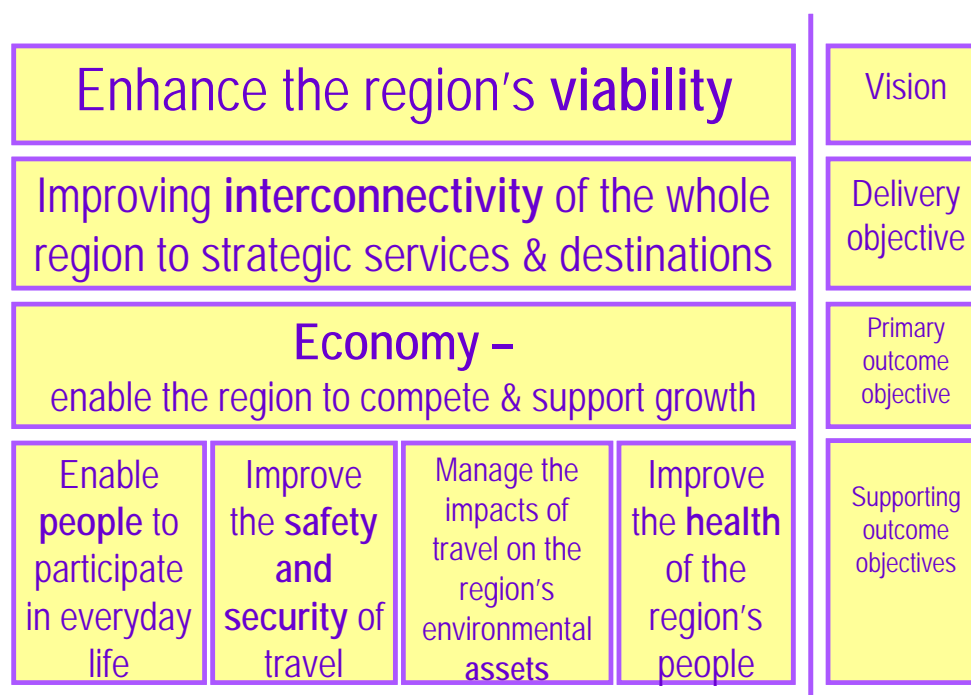 Enhance the region's viability
Vision
Improving interconnectivity of the whole
region to strategic services & destinations
Delivery
objective
Economy –
enable the region to compete & support growth
Primary
outcome
objective
Enable
people to
participate
in everyday
life
Improve
the safety
and
security of
travel
Manage the
impacts of
travel on the
region's
environmental
assets
Improve
the health
of the
region's
people
Supporting
outcome
objectives